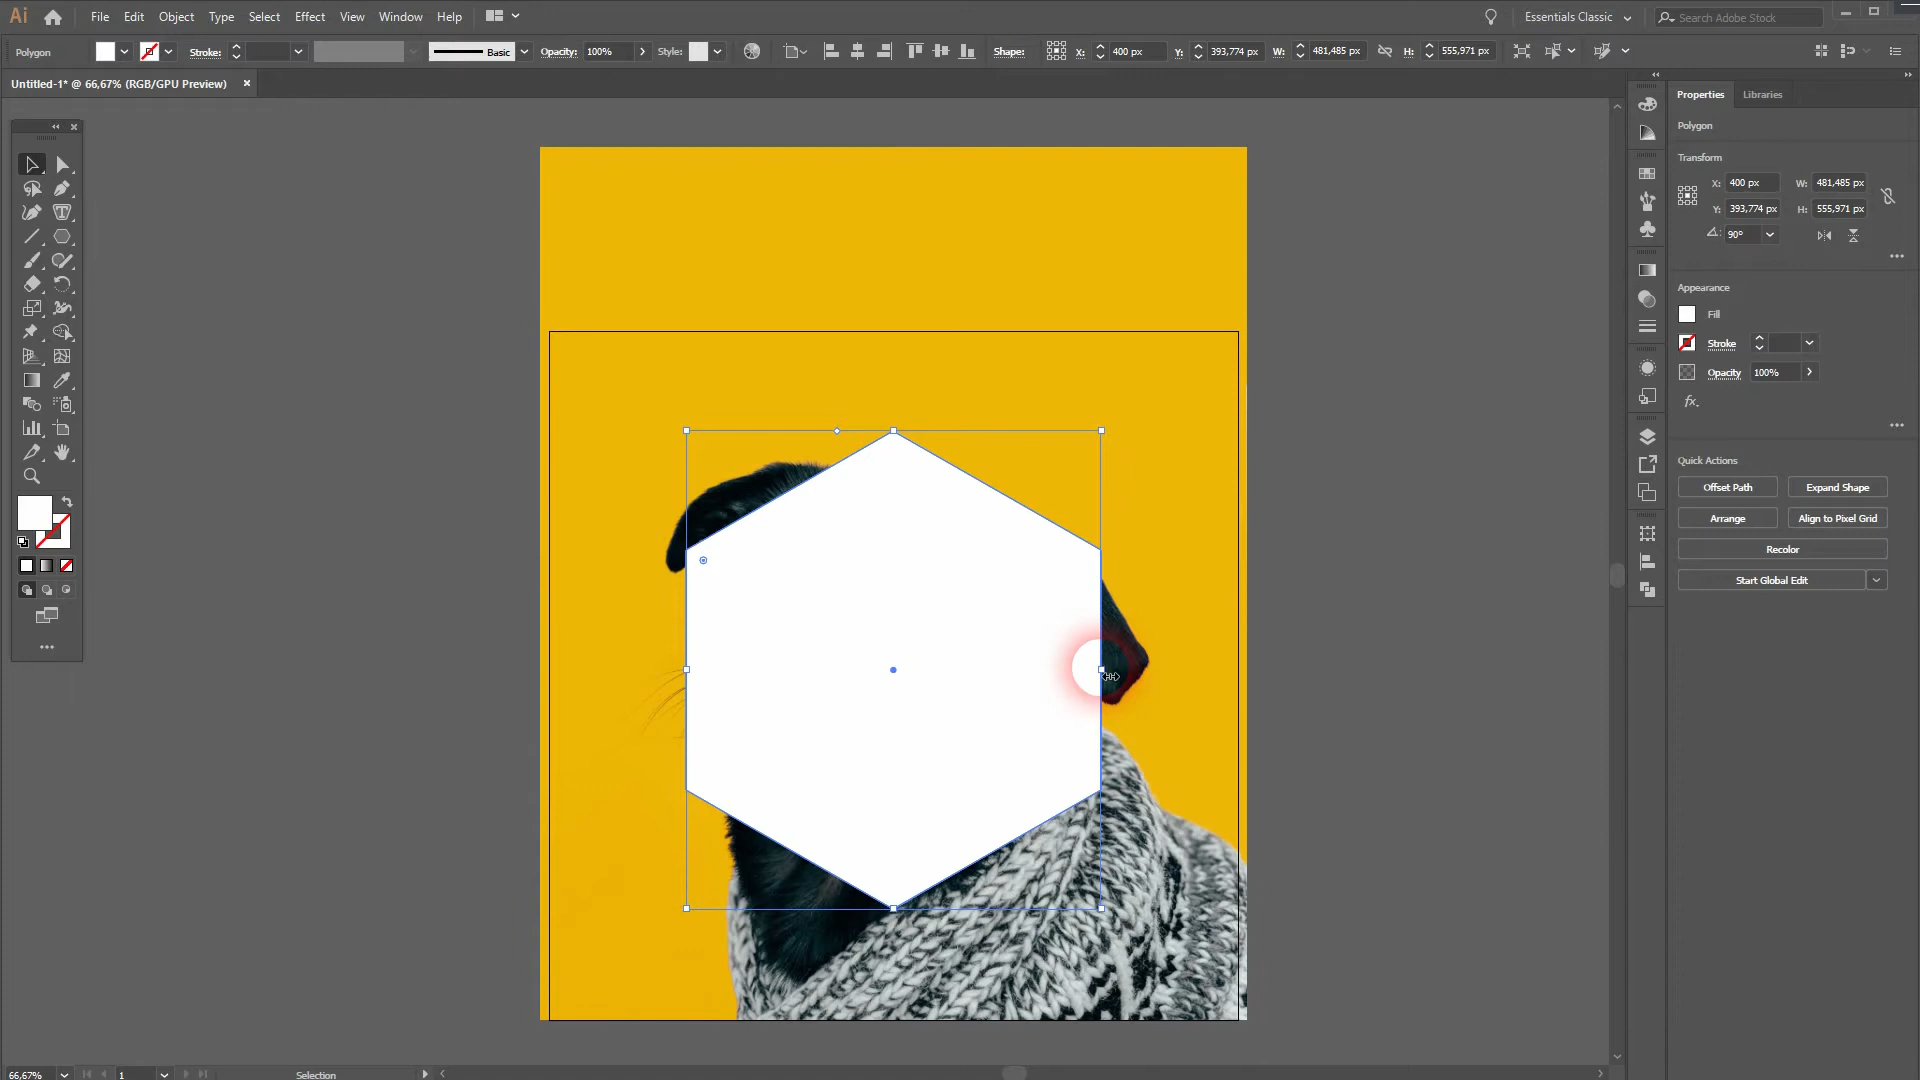 Ai File Edit Object Type Select Effect View Window Help Essentials Classic Search Adobe Stock
Polygon Stroke: Basic Opacity: 100% Style: Shape: X: 400 px Y: 393,774 px W: 481,485 px H: 555,971 px
Untitled-1* @ 66,67% (RGB/GPU Preview)
Properties Libraries
Polygon
Transform
X: 400 px W: 481,485 px
Y: 393,774 px H: 555,971 px
90°
Appearance
Fill
Stroke
Opacity 100%
fx.
Quick Actions
Offset Path Expand Shape
Arrange Align to Pixel Grid
Recolor
Start Global Edit
66,67% 1 Selection